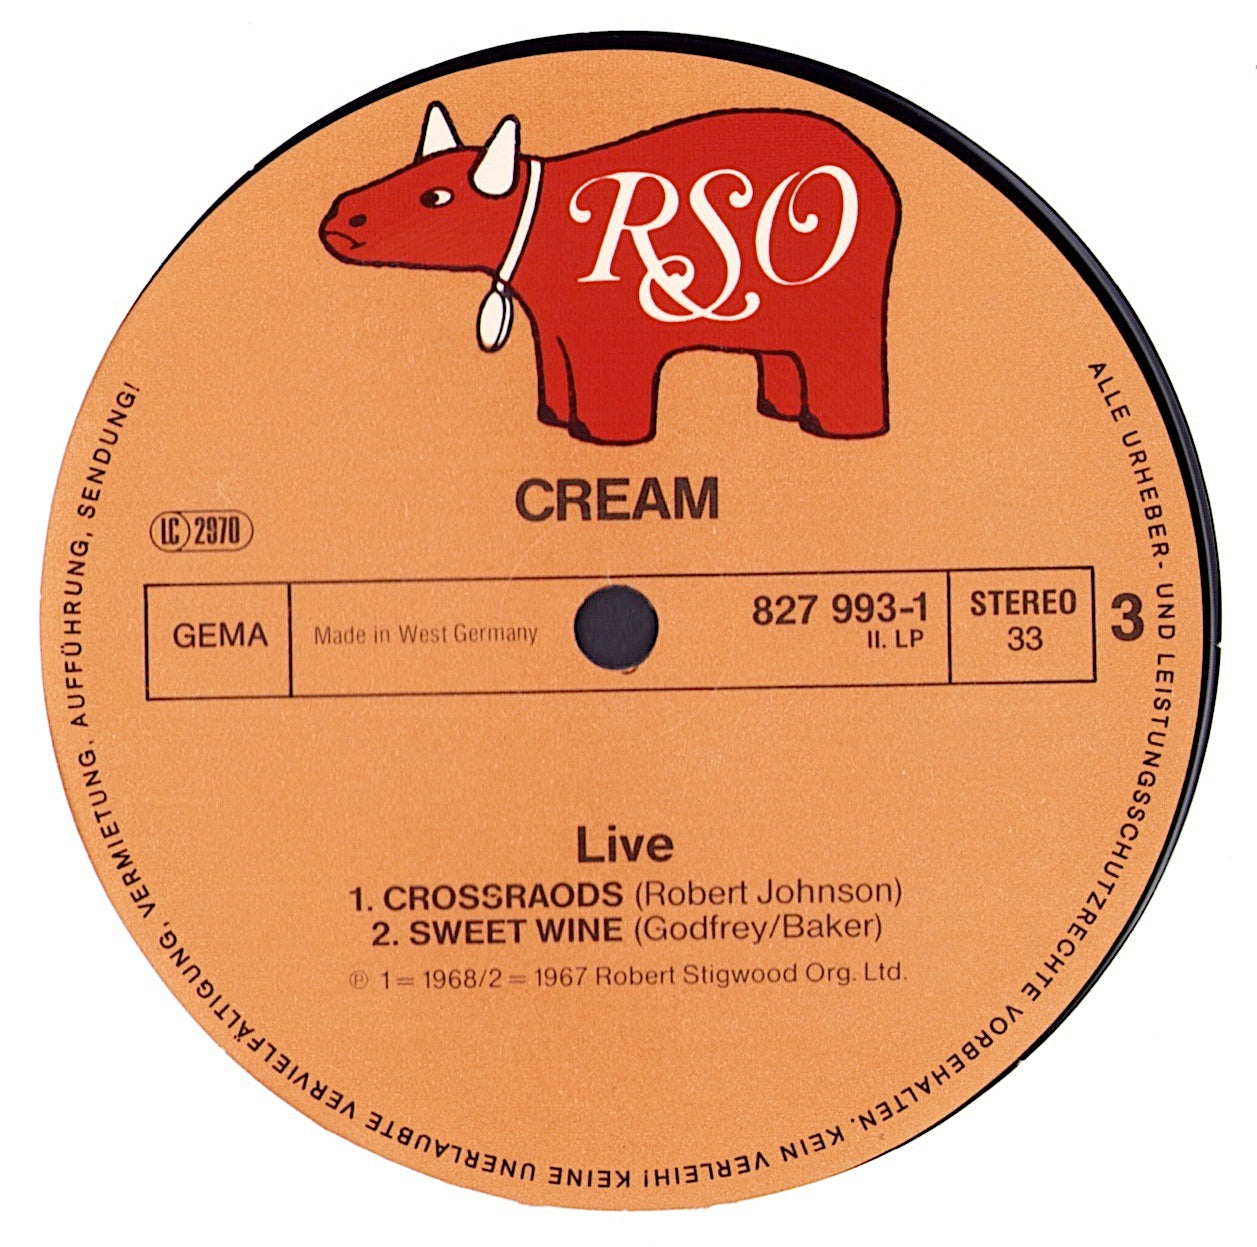 RSO
CREAM
LC 2970
GEMA
Made in West Germany
827 993-1
II. LP
STEREO
33
3
Live
1. CROSSRAODS (Robert Johnson)
2. SWEET WINE (Godfrey/Baker)
℗ 1 = 1968/2 = 1967 Robert Stigwood Org. Ltd.
ALLE URHEBER- UND LEISTUNGSSCHUTZRECHTE VORBEHALTEN. KEIN VERLEIH! KEINE UNERLAUBTE VERVIELFÄLTIGUNG, VERMIETUNG, AUFFÜHRUNG, SENDUNG!